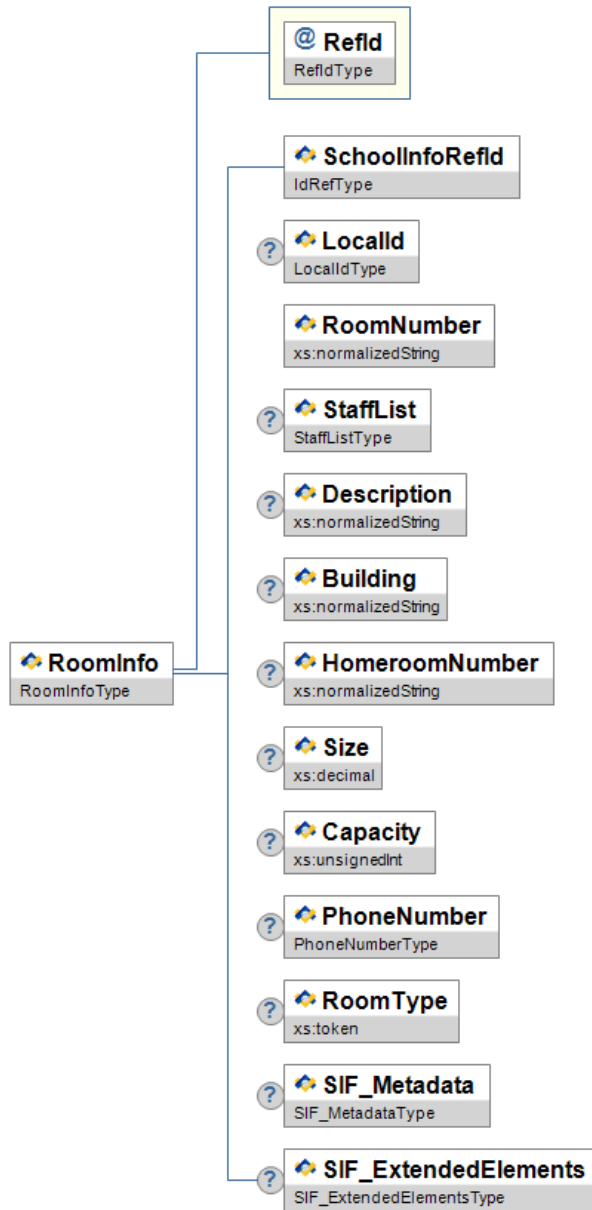 @ RefId
RefIdType
SchoolInfoRefId
IdRefType
? LocalId
LocalIdType
RoomNumber
xs:normalizedString
? StaffList
StaffListType
? Description
xs:normalizedString
? Building
xs:normalizedString
RoomInfo
RoomInfoType
? HomeroomNumber
xs:normalizedString
? Size
xs:decimal
? Capacity
xs:unsignedInt
? PhoneNumber
PhoneNumberType
? RoomType
xs:token
? SIF_Metadata
SIF_MetadataType
? SIF_ExtendedElements
SIF_ExtendedElementsType